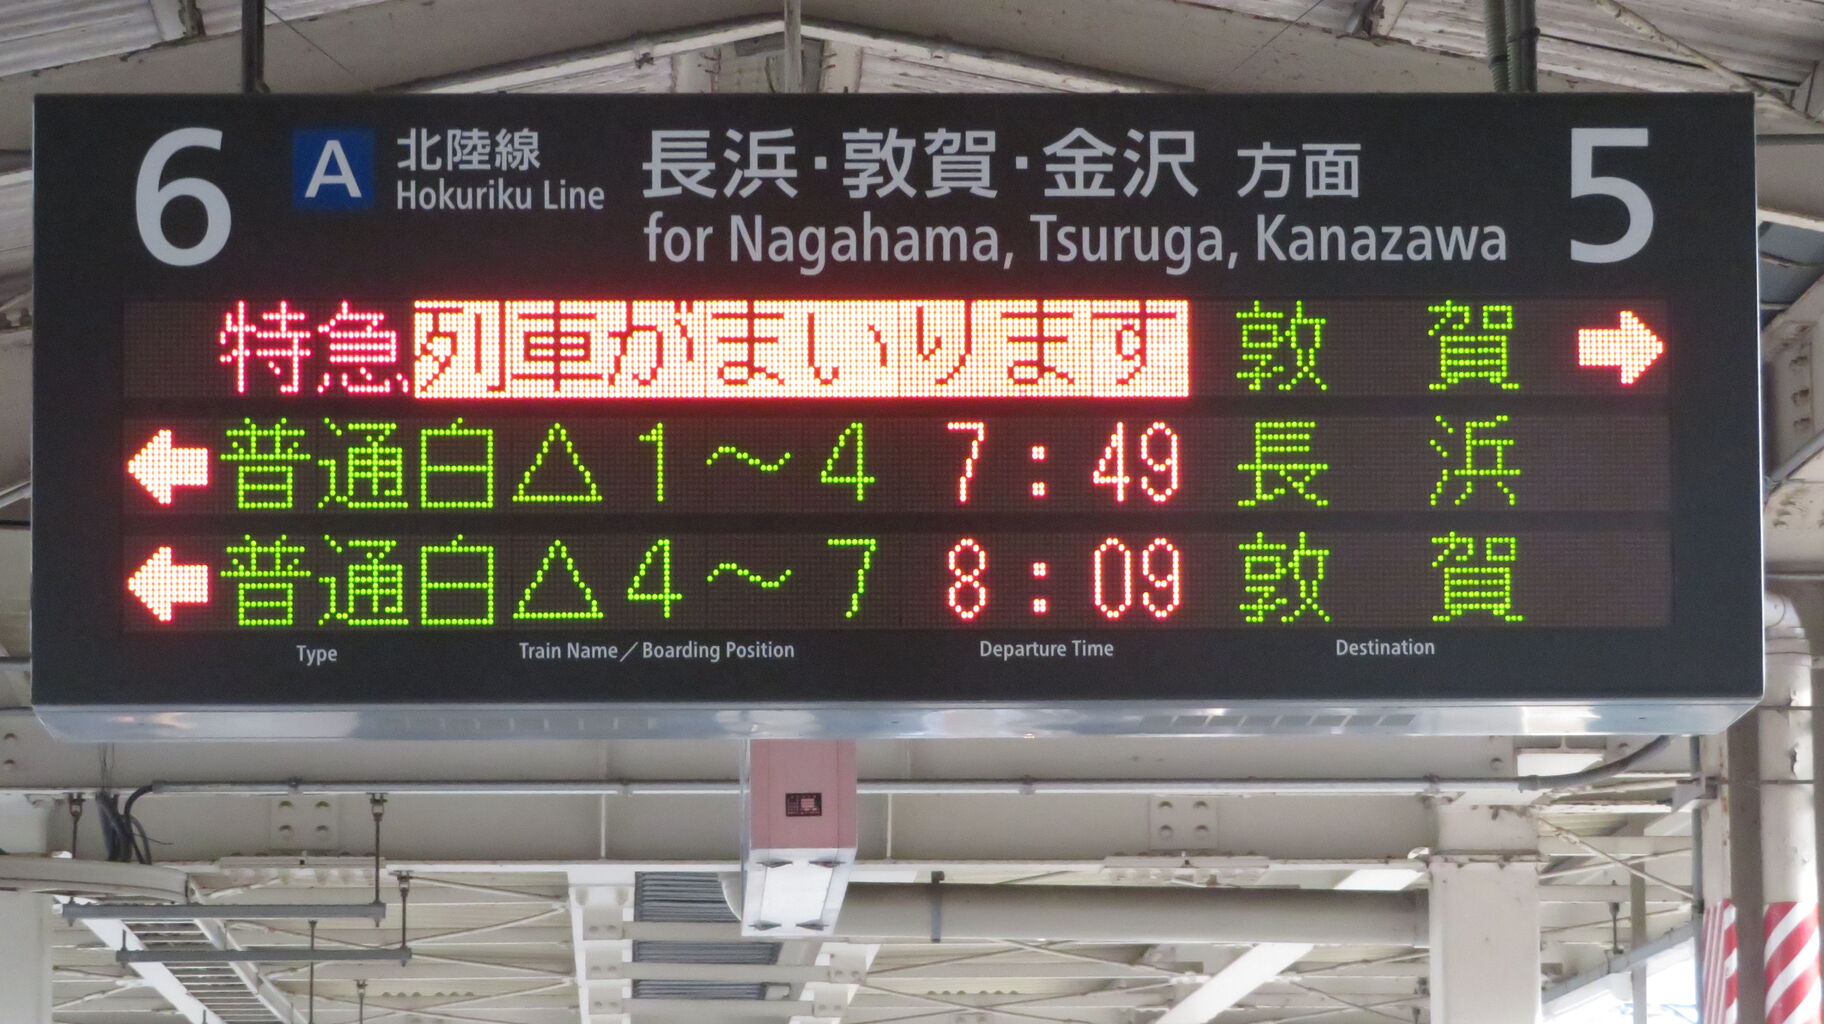 6 A 北陸線 長浜・敦賀・金沢 方面 5
Hokuriku Line for Nagahama, Tsuruga, Kanazawa
特急 列車がまいります 敦賀 ➡
⬅ 普通 白△1～4 7:49 長浜
⬅ 普通 白△4～7 8:09 敦賀
Type Train Name／Boarding Position Departure Time Destination